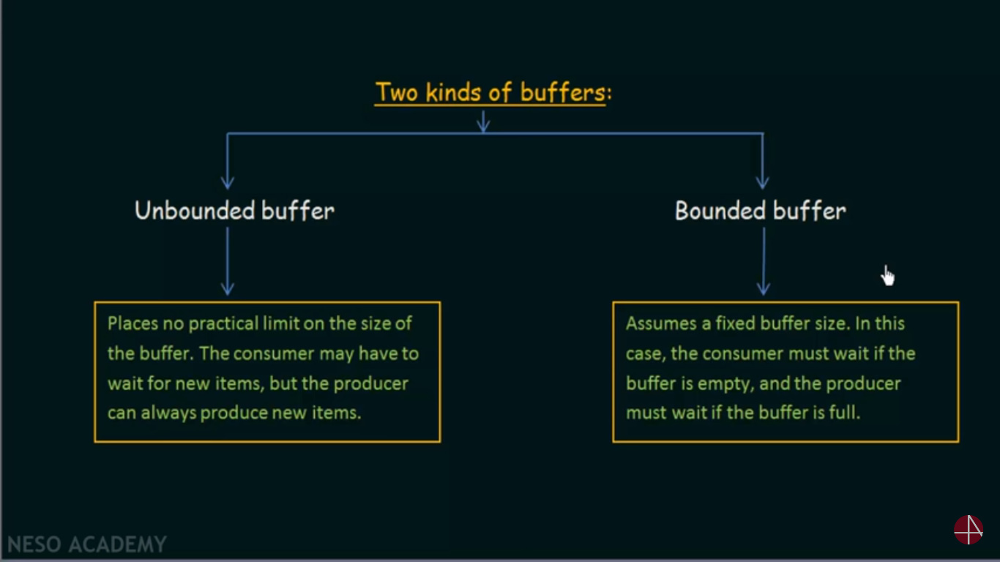 Two kinds of buffers:
Unbounded buffer
Places no practical limit on the size of
the buffer. The consumer may have to
wait for new items, but the producer
can always produce new items.
Bounded buffer
Assumes a fixed buffer size. In this
case, the consumer must wait if the
buffer is empty, and the producer
must wait if the buffer is full.
NESO ACADEMY